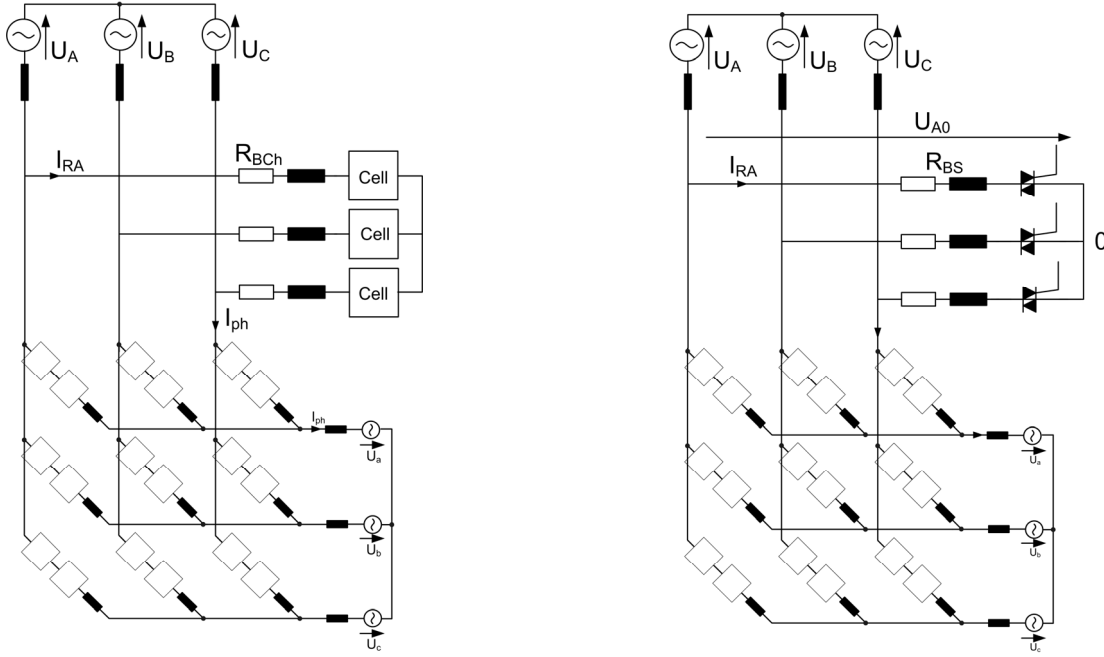 U_A U_B U_C
I_RA R_BCh Cell
Cell
Cell
I_ph
I_ph
U_a
U_b
U_c
U_A U_B U_C
U_A0
I_RA R_BS
0
U_a
U_b
U_c